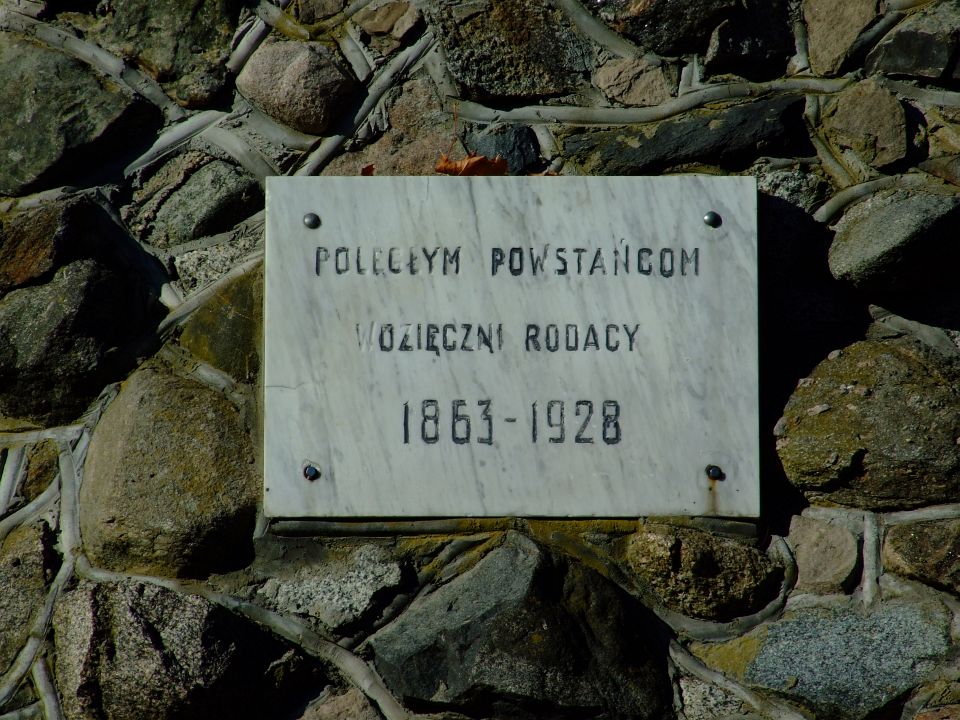 POLEGŁYM POWSTAŃCOM
WDZIĘCZNI RODACY
1863-1928